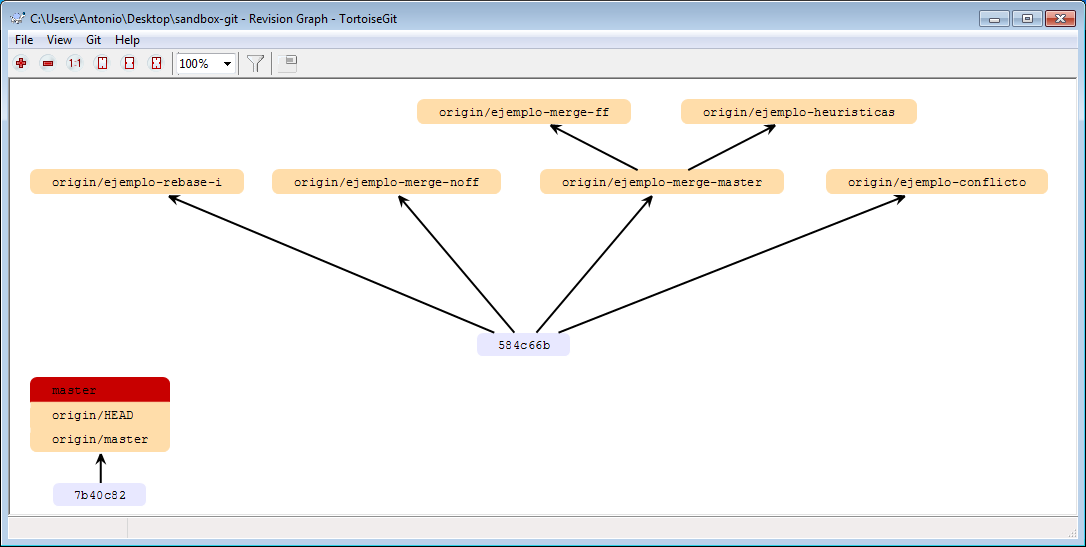 C:\Users\Antonio\Desktop\sandbox-git - Revision Graph - TortoiseGit
File View Git Help
1:1 100%
origin/ejemplo-merge-ff origin/ejemplo-heuristicas
origin/ejemplo-rebase-i origin/ejemplo-merge-noff origin/ejemplo-merge-master origin/ejemplo-conflicto
584c66b
master
origin/HEAD
origin/master
7b40c82